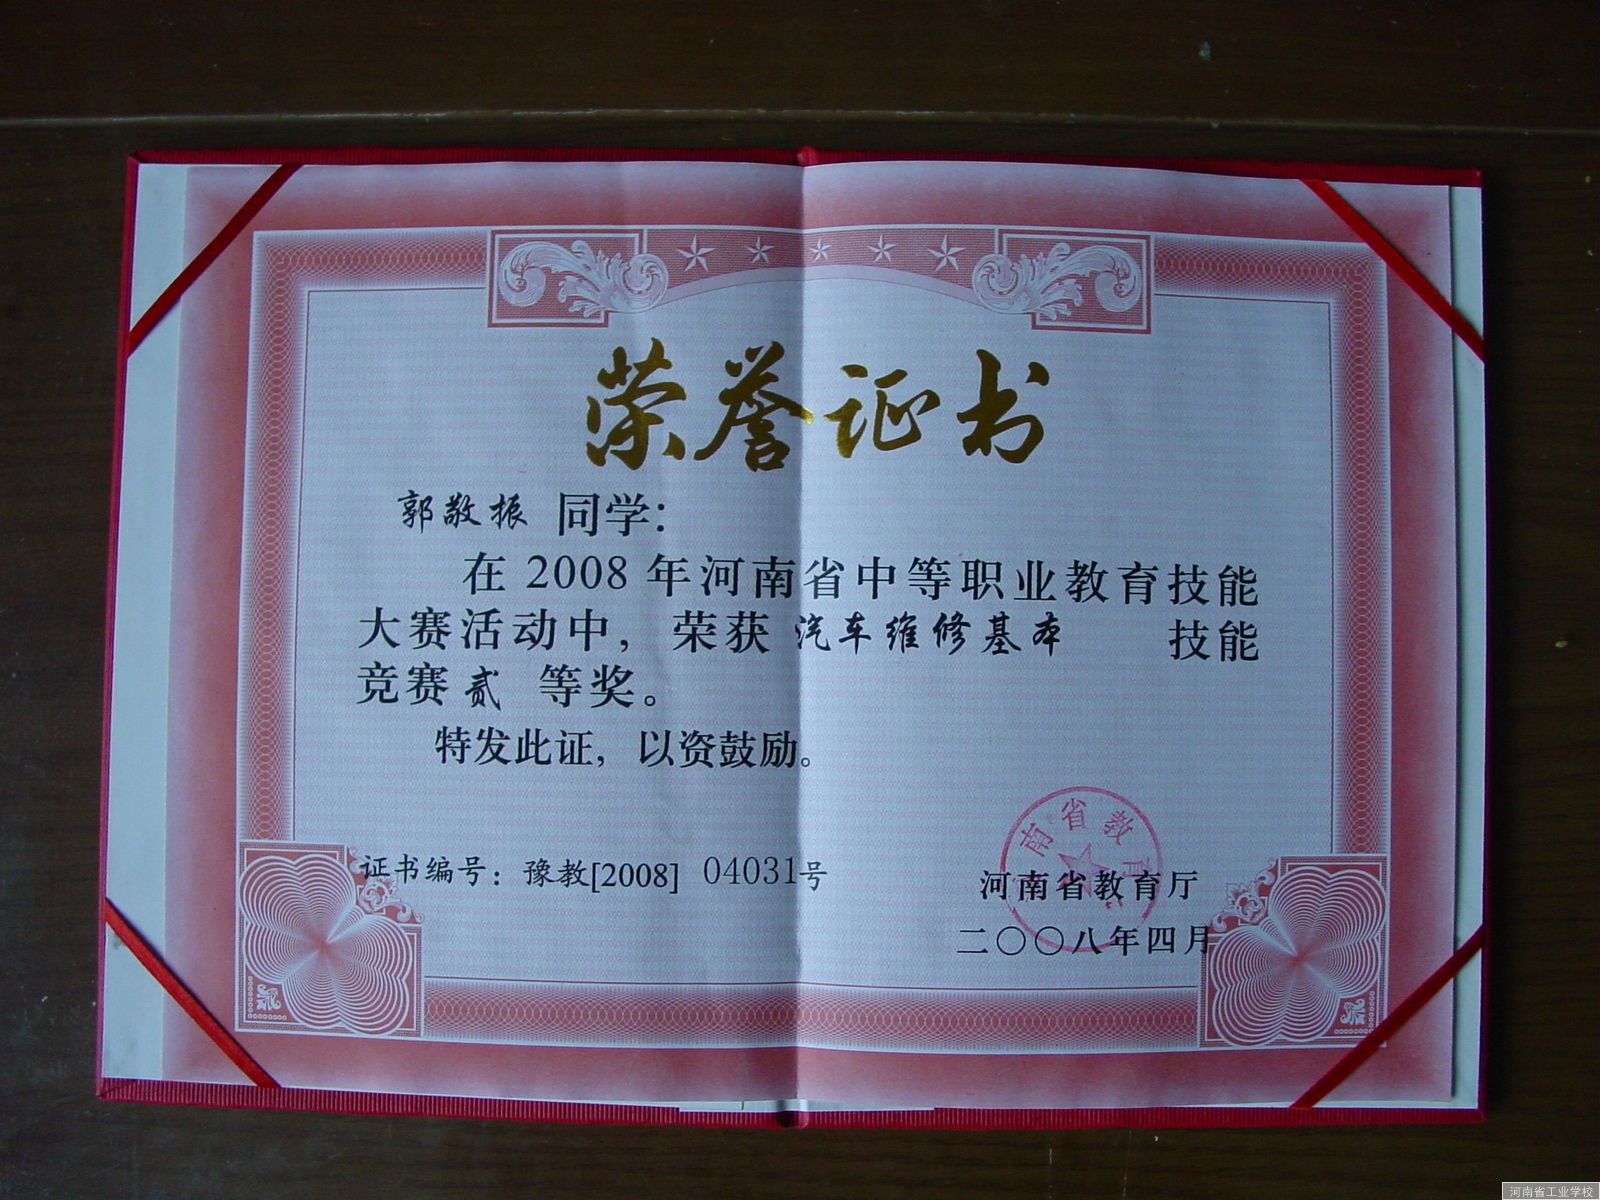 荣誉证书
郭敬振 同学：
在 2008 年河南省中等职业教育技能
大赛活动中，荣获 汽车维修基本 技能
竞赛 贰 等奖。
特发此证，以资鼓励。
南省教育
证书编号：豫教[2008] 04031号
河南省教育厅
二〇〇八年四月
河南省工业学校